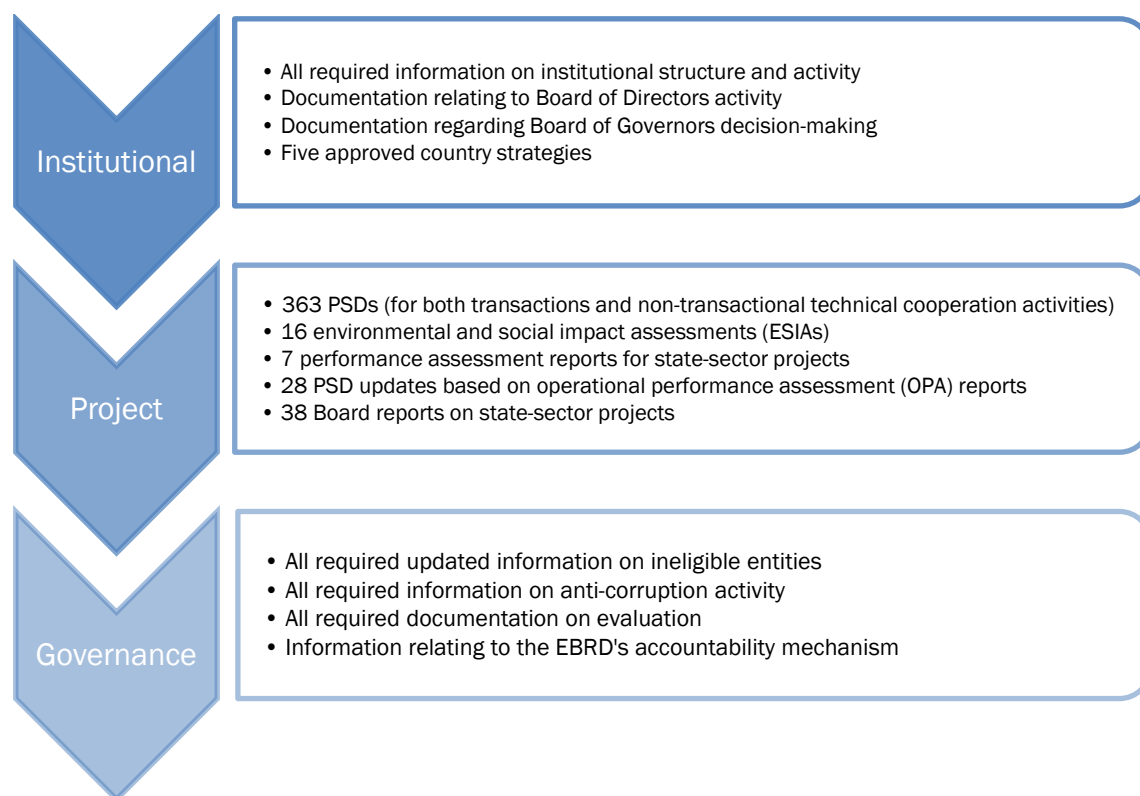 Institutional
• All required information on institutional structure and activity
• Documentation relating to Board of Directors activity
• Documentation regarding Board of Governors decision-making
• Five approved country strategies
Project
• 363 PSDs (for both transactions and non-transactional technical cooperation activities)
• 16 environmental and social impact assessments (ESIAs)
• 7 performance assessment reports for state-sector projects
• 28 PSD updates based on operational performance assessment (OPA) reports
• 38 Board reports on state-sector projects
Governance
• All required updated information on ineligible entities
• All required information on anti-corruption activity
• All required documentation on evaluation
• Information relating to the EBRD's accountability mechanism